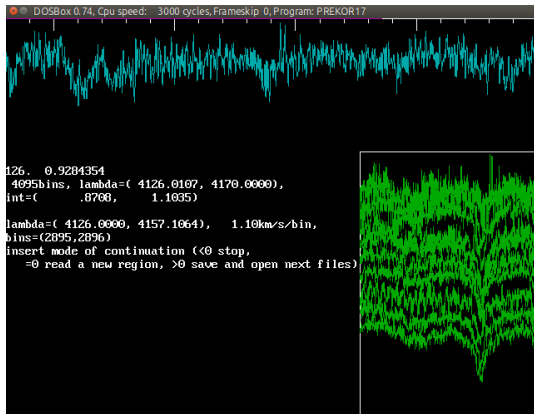 DOSBox 0.74, Cpu speed: 3000 cycles, Frameskip 0, Program: PREKOR17
126. 0.9284354
4095bins, lambda=( 4126.0107, 4170.0000),
int=( .8708, 1.1035)
lambda=( 4126.0000, 4157.1064), 1.10km/s/bin,
bins=(2895,2896)
insert mode of continuation (<0 stop,
=0 read a new region, >0 save and open next files)